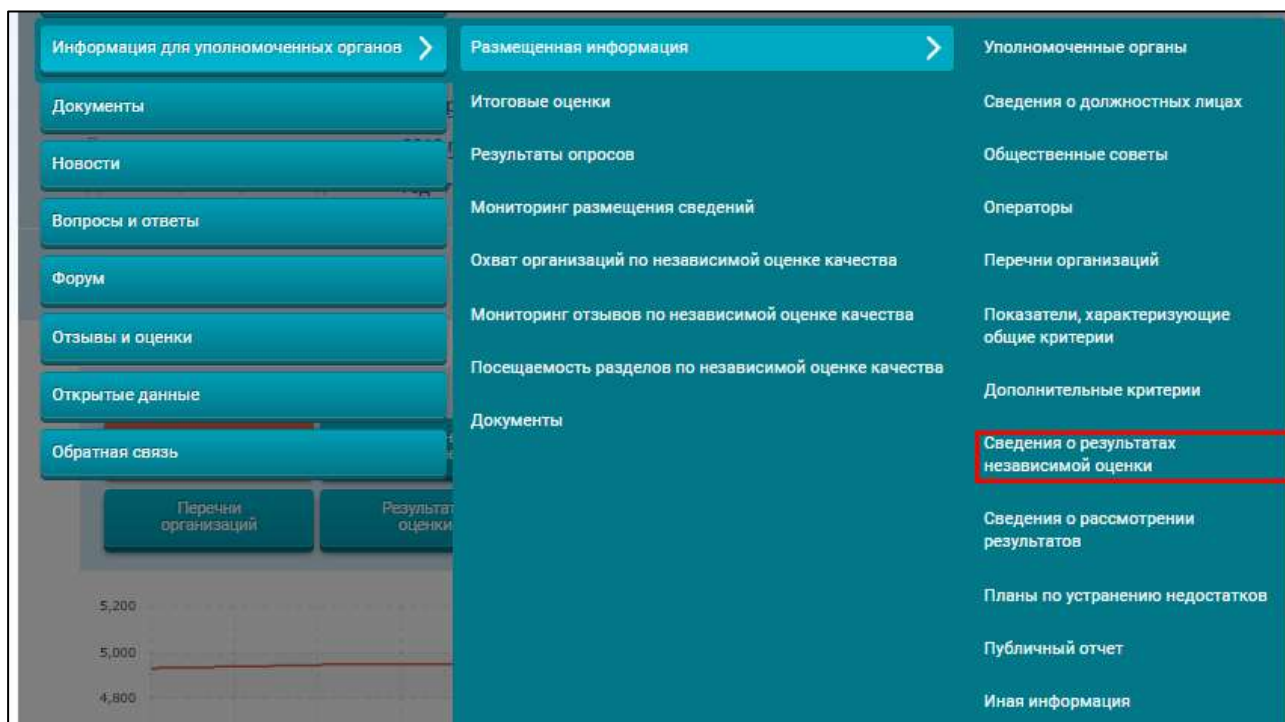 Информация для уполномоченных органов
Документы
Новости
Вопросы и ответы
Форум
Отзывы и оценки
Открытые данные
Обратная связь
Размещенная информация
Итоговые оценки
Результаты опросов
Мониторинг размещения сведений
Охват организаций по независимой оценке качества
Мониторинг отзывов по независимой оценке качества
Посещаемость разделов по независимой оценке качества
Документы
Уполномоченные органы
Сведения о должностных лицах
Общественные советы
Операторы
Перечни организаций
Показатели, характеризующие
общие критерии
Дополнительные критерии
Сведения о результатах
независимой оценки
Сведения о рассмотрении
результатов
Планы по устранению недостатков
Публичный отчет
Иная информация
Перечни
организаций
5,200
5,000
4,800